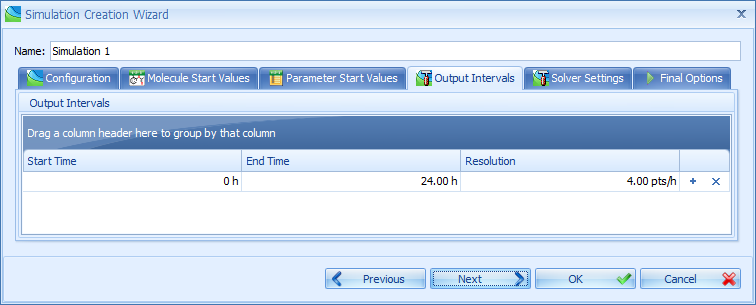 Simulation Creation Wizard
Name: Simulation 1
Configuration Molecule Start Values Parameter Start Values Output Intervals Solver Settings Final Options
Output Intervals
Drag a column header here to group by that column
Start Time End Time Resolution
0 h 24.00 h 4.00 pts/h
Previous Next OK Cancel